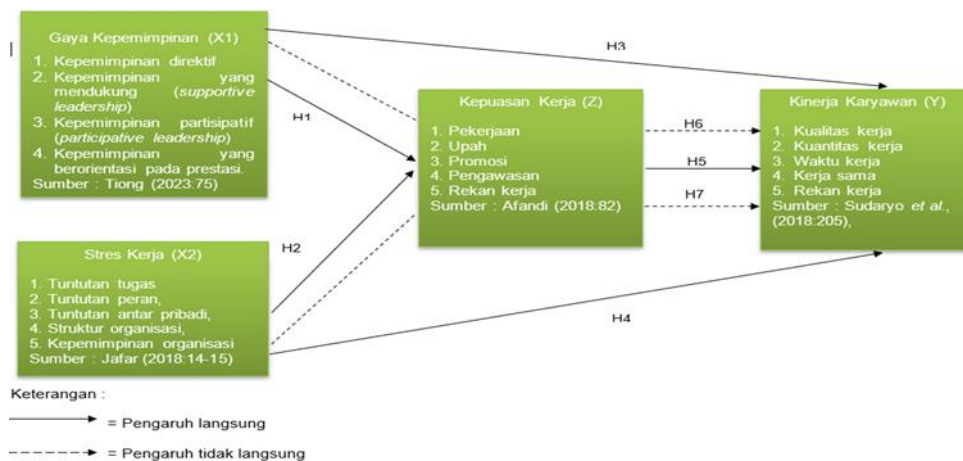 Gaya Kepemimpinan (X1)
1. Kepemimpinan direktif
2. Kepemimpinan yang
mendukung (supportive
leadership)
3. Kepemimpinan partisipatif
(participative leadership)
4. Kepemimpinan yang
berorientasi pada prestasi.
Sumber : Tiong (2023:75)
H1
H3
Kepuasan Kerja (Z)
1. Pekerjaan
2. Upah
3. Promosi
4. Pengawasan
5. Rekan kerja
Sumber : Afandi (2018:82)
H6
H5
H7
Kinerja Karyawan (Y)
1. Kualitas kerja
2. Kuantitas kerja
3. Waktu kerja
4. Kerja sama
5. Rekan kerja
Sumber : Sudaryo et al.,
(2018:205),
H2
Stres Kerja (X2)
1. Tuntutan tugas
2. Tuntutan peran,
3. Tuntutan antar pribadi,
4. Struktur organisasi,
5. Kepemimpinan organisasi
Sumber : Jafar (2018:14-15)
H4
Keterangan :
= Pengaruh langsung
= Pengaruh tidak langsung